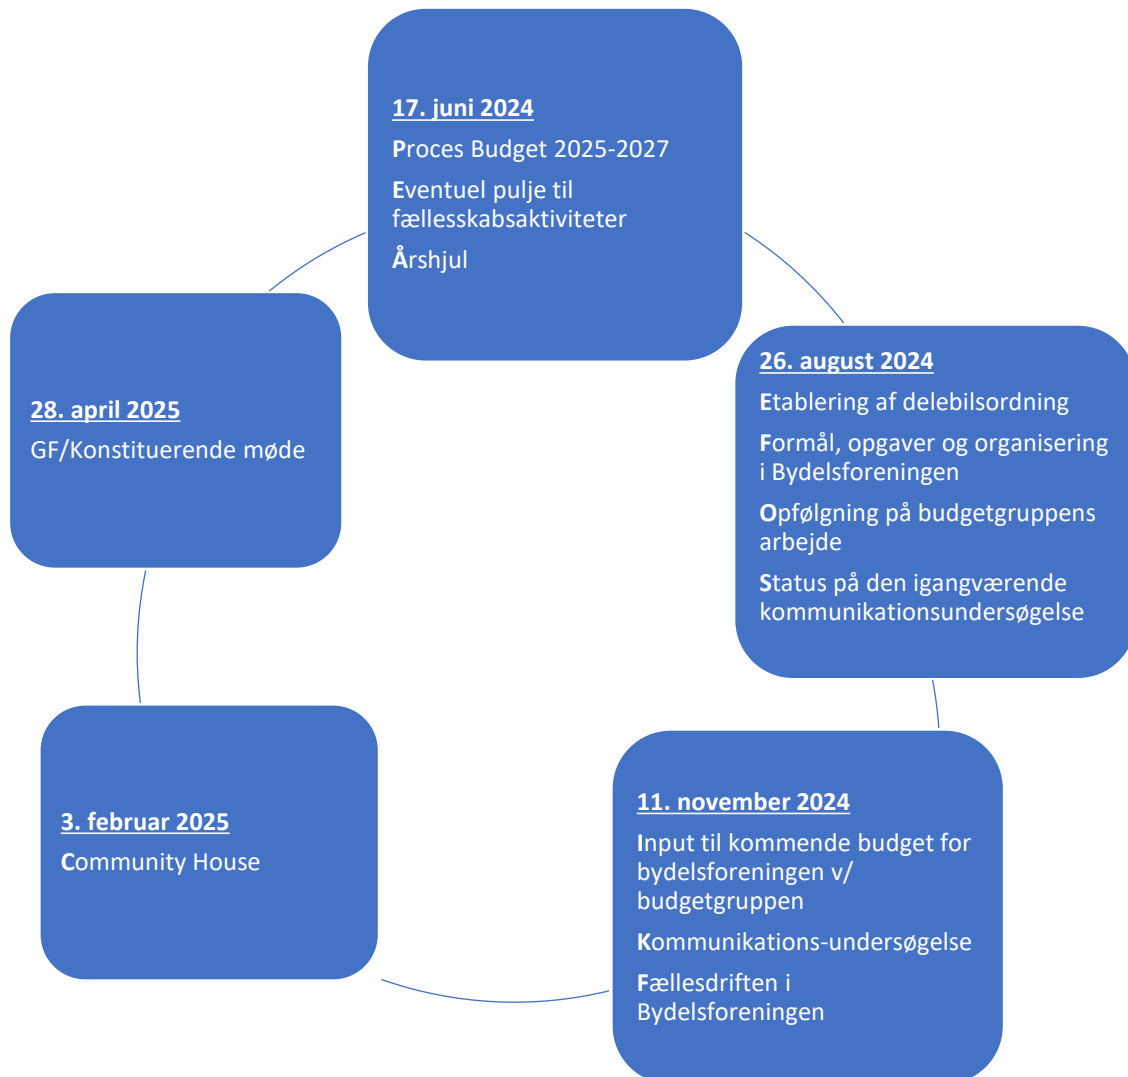 17. juni 2024
Proces Budget 2025-2027
Eventuel pulje til
fællesskabsaktiviteter
Årshjul
26. august 2024
Etablering af delebilsordning
Formål, opgaver og organisering
i Bydelsforeningen
Opfølgning på budgetgruppens
arbejde
Status på den igangværende
kommunikationsundersøgelse
11. november 2024
Input til kommende budget for
bydelsforeningen v/
budgetgruppen
Kommunikations-undersøgelse
Fællesdriften i
Bydelsforeningen
3. februar 2025
Community House
28. april 2025
GF/Konstituerende møde